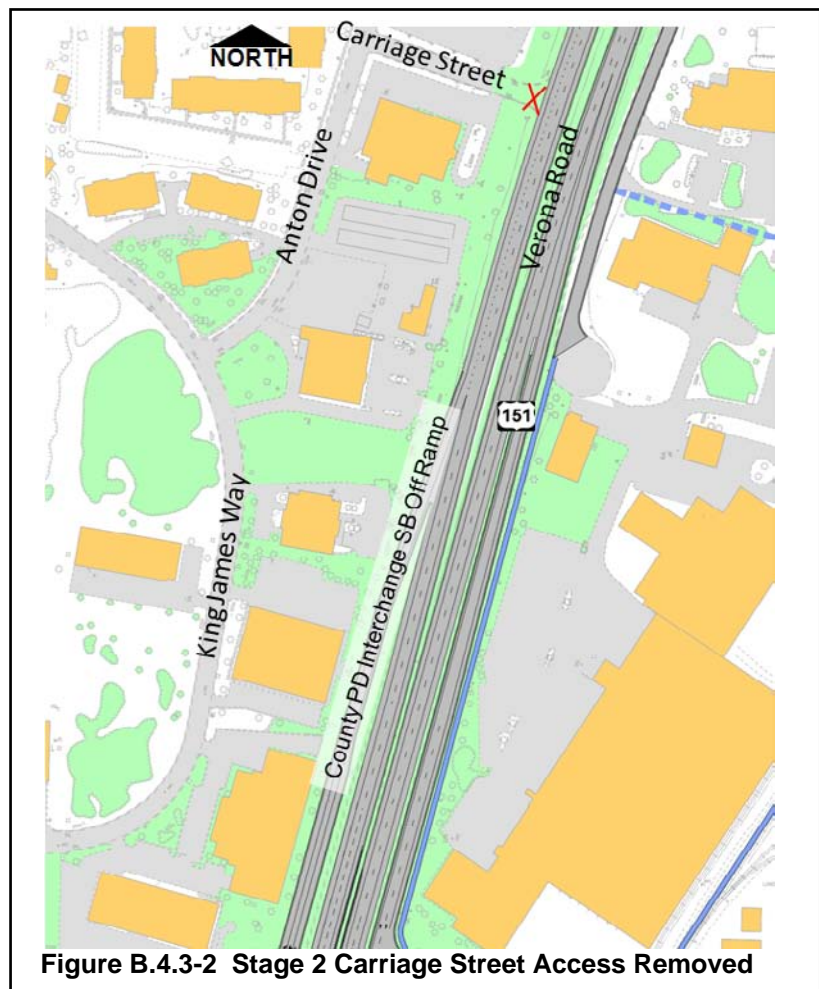 NORTH
Carriage Street
Anton Drive
Verona Road
151
King James Way
County PD Interchange SB Off Ramp
Figure B.4.3-2 Stage 2 Carriage Street Access Removed